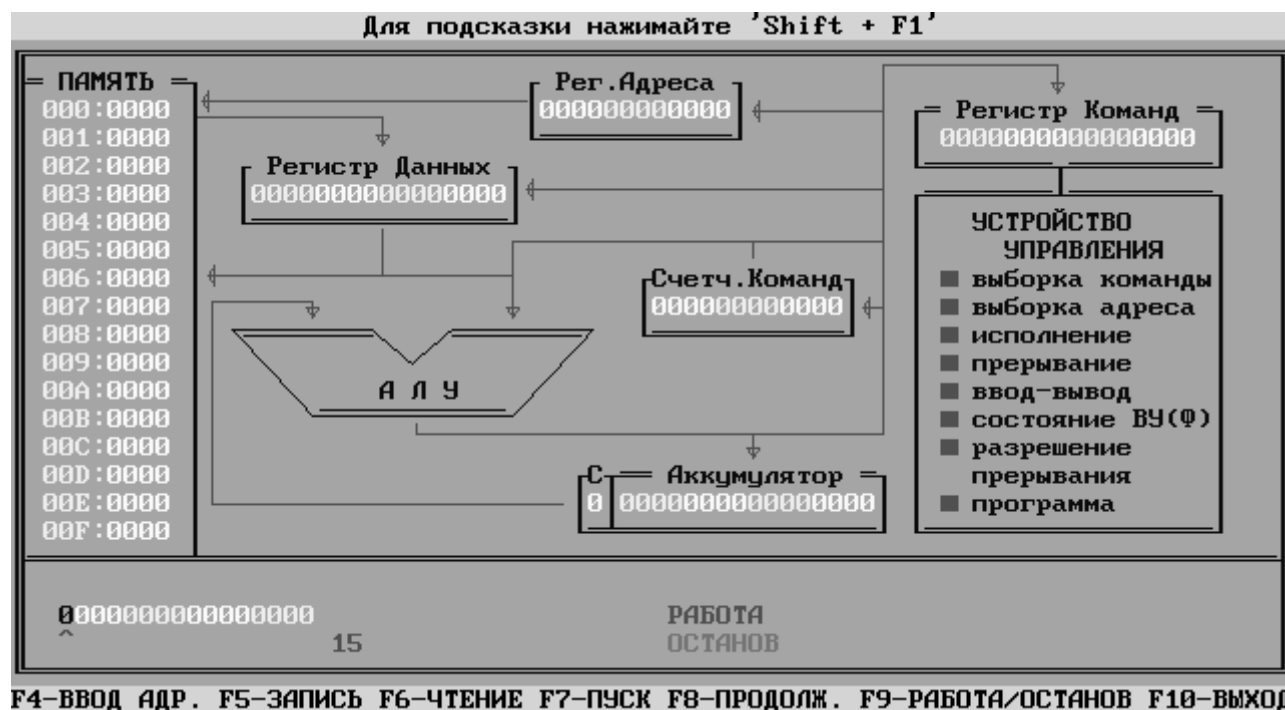 Для подсказки нажимайте 'Shift + F1'
ПАМЯТЬ
000:0000
001:0000
002:0000
003:0000
004:0000
005:0000
006:0000
007:0000
008:0000
009:0000
00A:0000
00B:0000
00C:0000
00D:0000
00E:0000
00F:0000
Рег.Адреса
000000000000
Регистр Команд
0000000000000000
Регистр Данных
0000000000000000
Счетч.Команд
000000000000
АЛУ
С Аккумулятор
0 0000000000000000
УСТРОЙСТВО
УПРАВЛЕНИЯ
выборка команды
выборка адреса
исполнение
прерывание
ввод-вывод
состояние ВУ(Ф)
разрешение
прерывания
программа
0000000000000000
^
15
РАБОТА
ОСТАНОВ
F4-ВВОД АДР. F5-ЗАПИСЬ F6-ЧТЕНИЕ F7-ПУСК F8-ПРОДОЛЖ. F9-РАБОТА/ОСТАНОВ F10-ВЫХОД